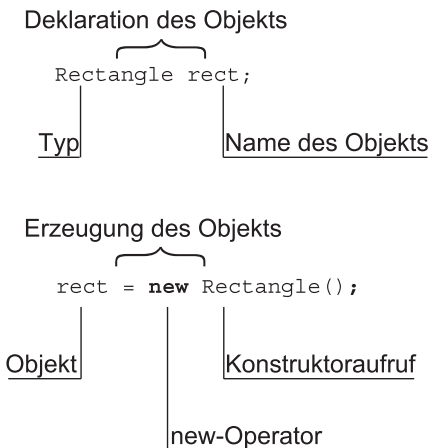 Deklaration des Objekts
Rectangle rect;
Typ
Name des Objekts
Erzeugung des Objekts
rect = new Rectangle();
Objekt
Konstruktoraufruf
new-Operator